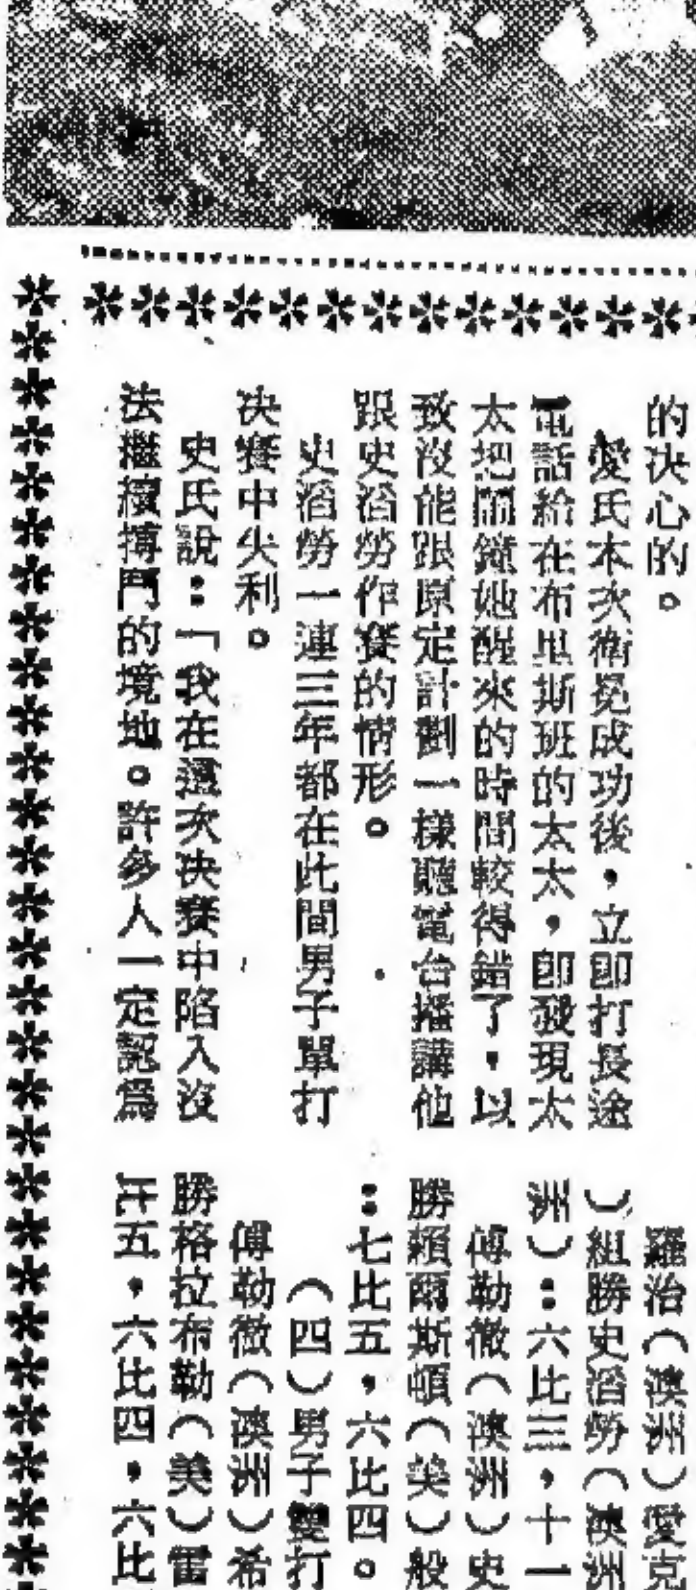 的決心的。
愛氏本次衞冕成功後，立卽打長途
電話給在布里斯班的太太，卽發現太
太把鬧鐘她醒來的時間較得錯了，以
致沒能跟原定計劃一樣聽電台播講他
跟史滔勞作賽的情形。
史滔勞一連三年都在此間男子單打
決賽中失利。
史氏說：「我在這次決賽中陷入沒
法繼續搏鬥的境地。許多人一定認爲
羅治（澳洲）愛克
）組勝史滔勞（澳洲
洲）：六比三，十一
傅勒徹（澳洲）史
勝賴爾斯頓（美）般
：七比五，六比四。
（四）男子雙打
傅勒徹（澳洲）希
勝格拉布勒（美）雷
五，六比四，六比